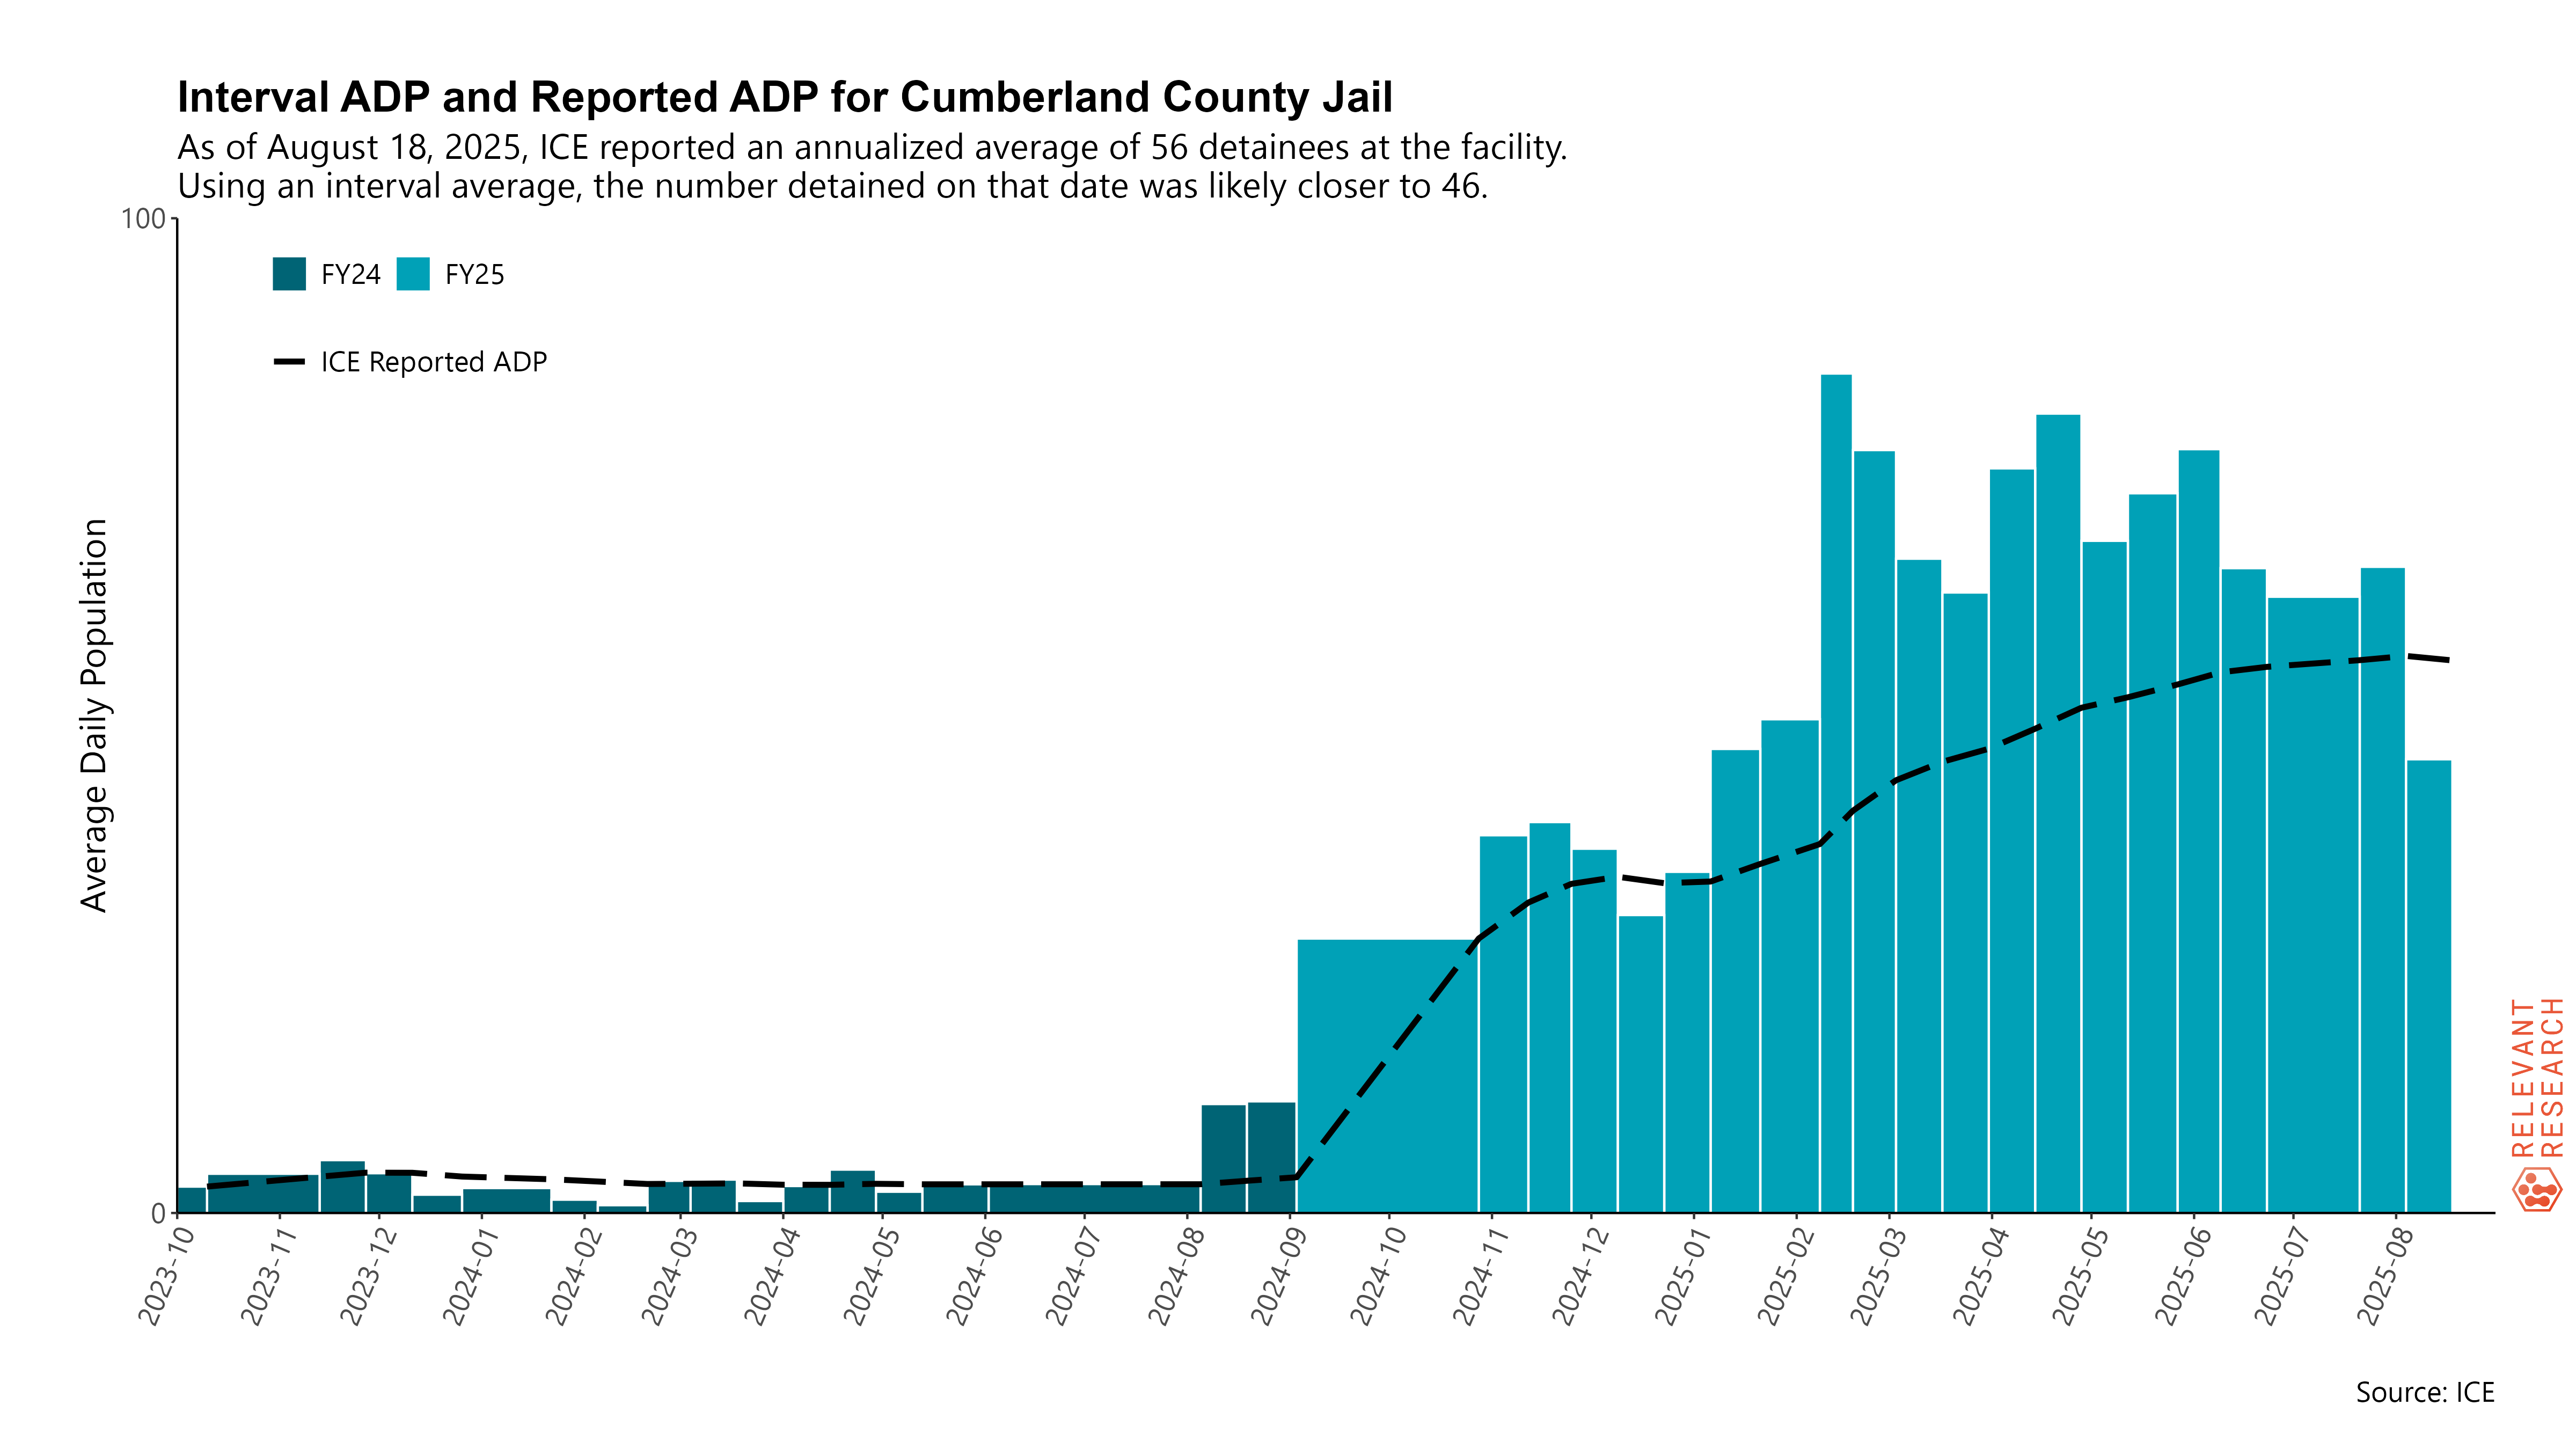 Interval ADP and Reported ADP for Cumberland County Jail
As of August 18, 2025, ICE reported an annualized average of 56 detainees at the facility.
Using an interval average, the number detained on that date was likely closer to 46.
100
FY24
FY25
ICE Reported ADP
Average Daily Population
0
2023-10
2023-11
2023-12
2024-01
2024-02
2024-03
2024-04
2024-05
2024-06
2024-07
2024-08
2024-09
2024-10
2024-11
2024-12
2025-01
2025-02
2025-03
2025-04
2025-05
2025-06
2025-07
2025-08
RELEVANT
RESEARCH
Source: ICE